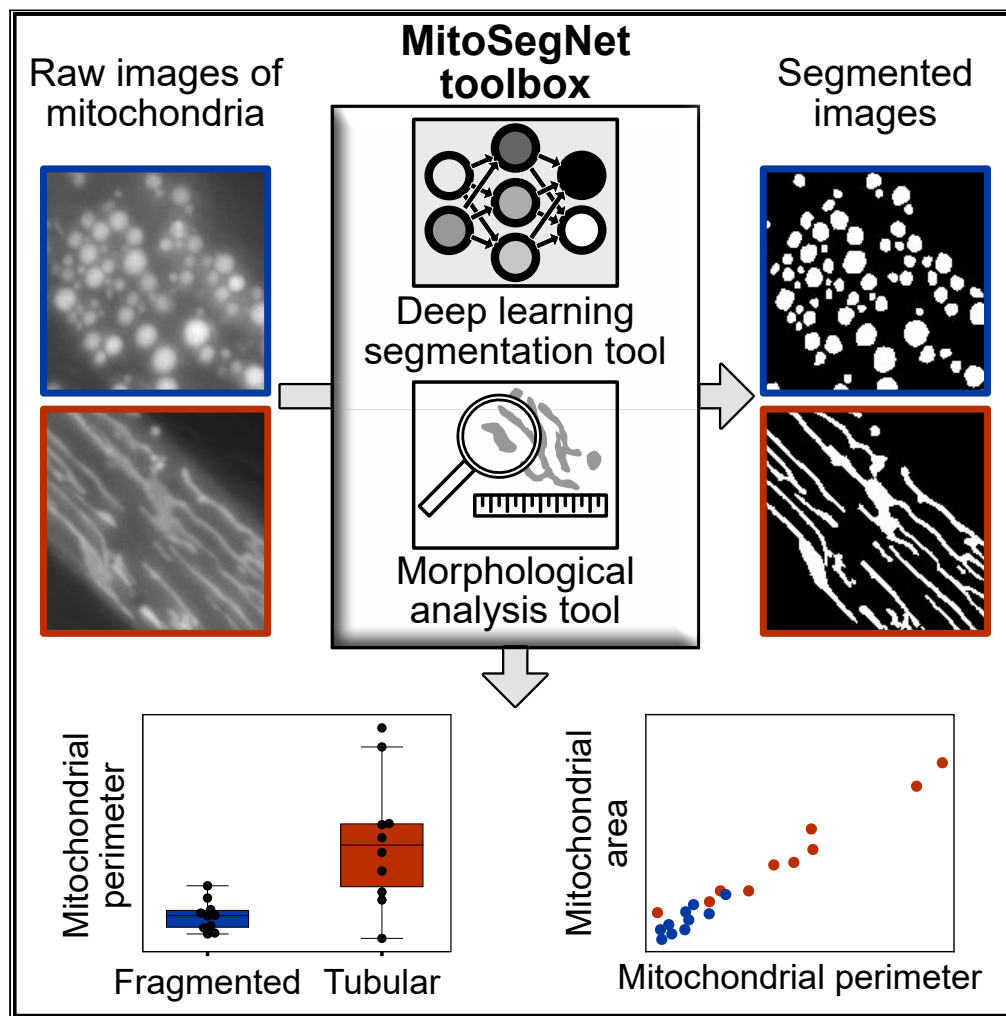 MitoSegNet
toolbox
Raw images of
mitochondria
Segmented
images
Deep learning
segmentation tool
Morphological
analysis tool
Mitochondrial
perimeter
Fragmented
Tubular
Mitochondrial
area
Mitochondrial perimeter